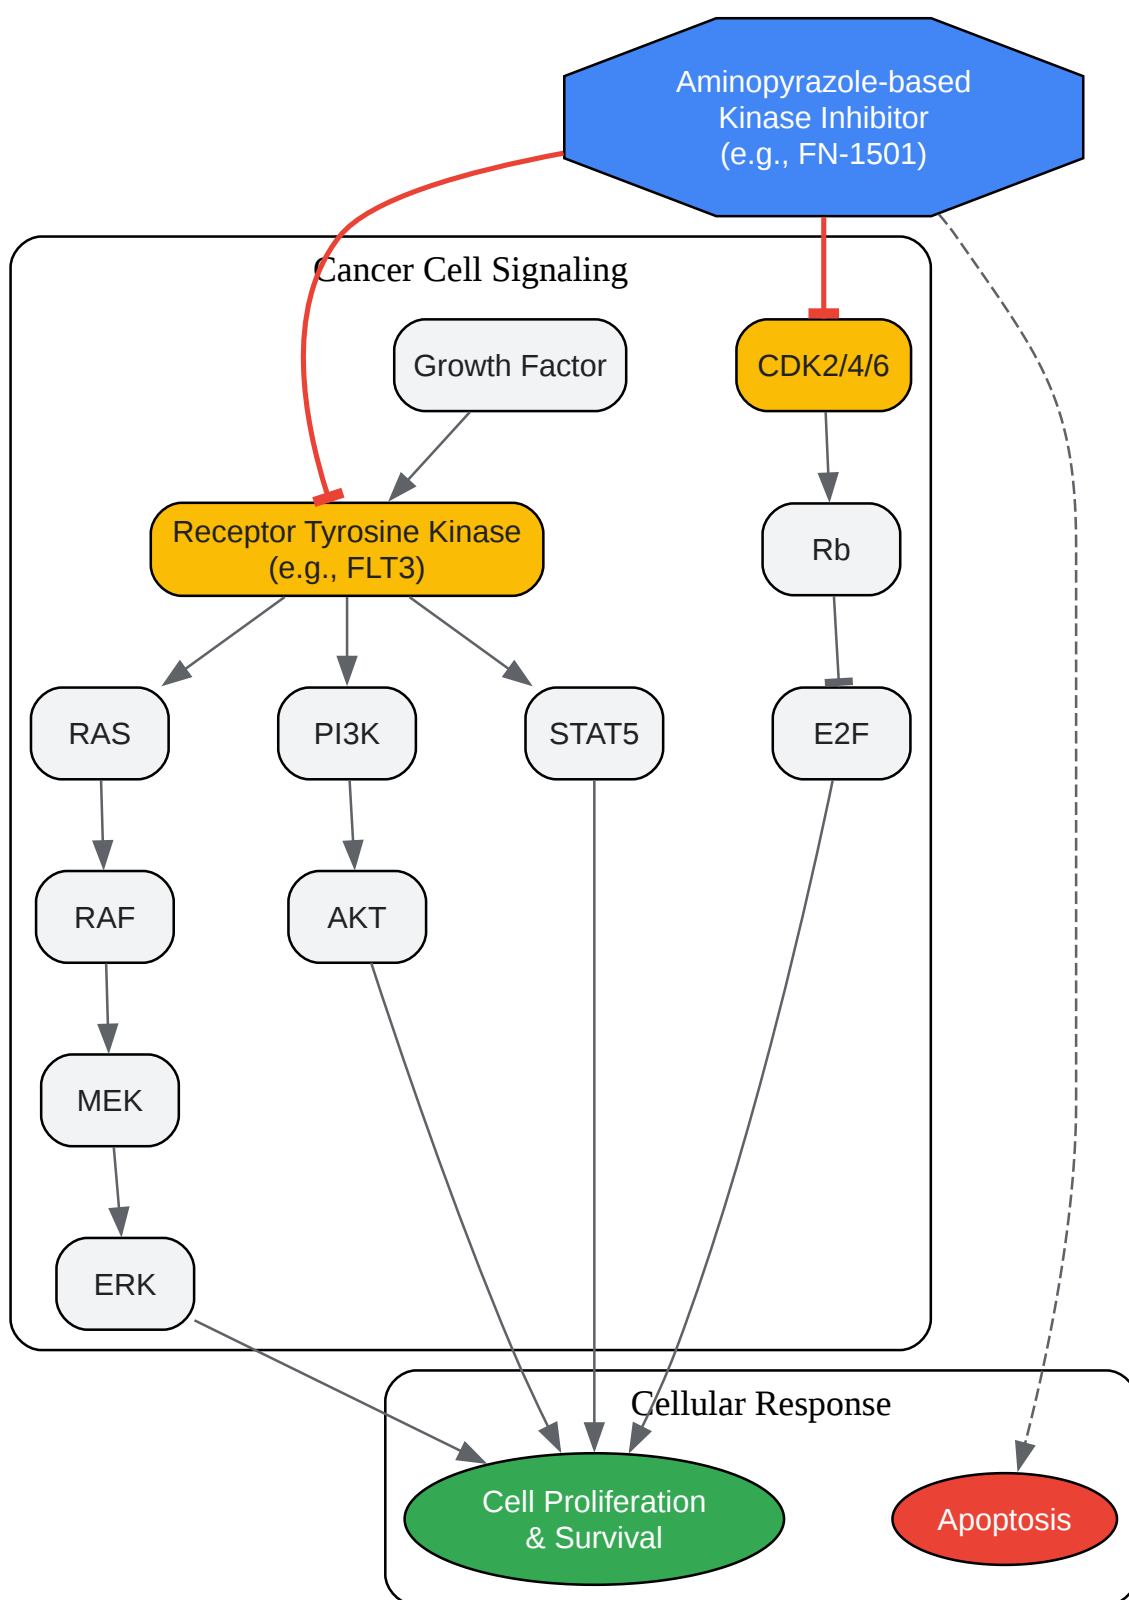 Aminopyrazole-based
Kinase Inhibitor
(e.g., FN-1501)
Cancer Cell Signaling
Growth Factor
CDK2/4/6
Receptor Tyrosine Kinase
(e.g., FLT3)
Rb
RAS
PI3K
STAT5
E2F
RAF
AKT
MEK
ERK
Cellular Response
Cell Proliferation
& Survival
Apoptosis